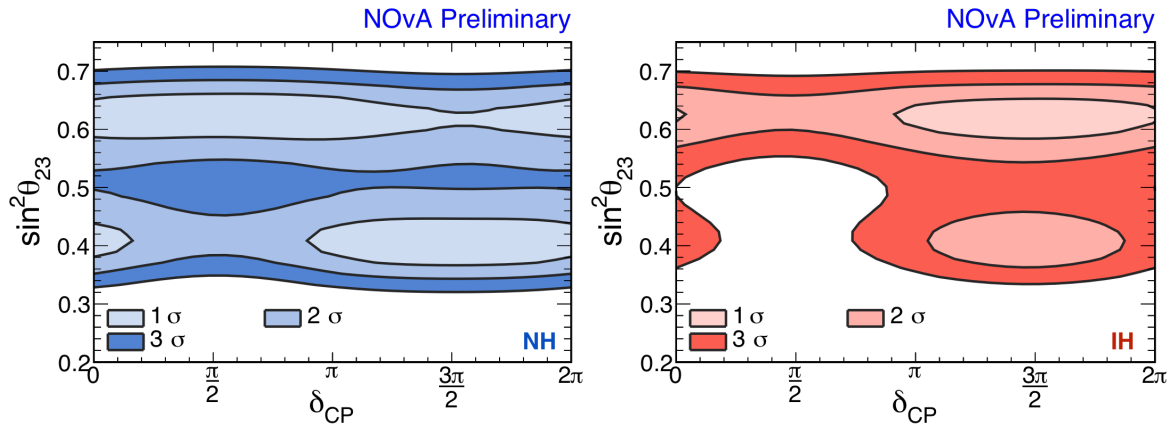 NOvA Preliminary
sin²θ₂₃
0.7
0.6
0.5
0.4
0.3
0.2
1 σ
2 σ
3 σ
NH
0
π/2
π
3π/2
2π
δCP
NOvA Preliminary
sin²θ₂₃
0.7
0.6
0.5
0.4
0.3
0.2
1 σ
2 σ
3 σ
IH
0
π/2
π
3π/2
2π
δCP